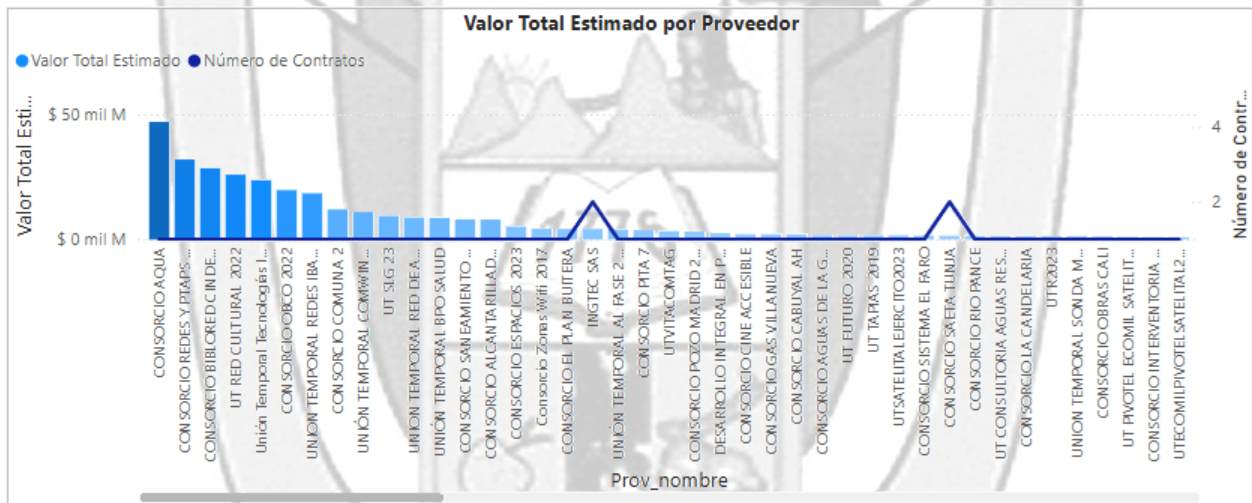 Valor Total Estimado por Proveedor
Valor Total Estimado Número de Contratos
Valor Total Esti...
$ 50 mil M
$ 0 mil M
4
2
Número de Contr...
CONSORCIO AQUA
CONSORCIO REDES Y PTAPS ...
CONSORCIO BIBLORED CINDE...
UT RED CULTURAL 2022
Unión Temporal Tecnologías I...
CONSORCIO OBCO 2022
UNION TEMPORAL REDES IBA...
CONSORCIO COMUNA 2
UNIÓN TEMPORAL COMWIN...
UT SLG 23
UNION TEMPORAL RED DE A...
UNIÓN TEMPORAL BPO SALUD
CONSORCIO SANEAMIENTO ...
CONSORCIO ALCANTARILLAD...
CONSORCIO ESPACIOS 2023
Consorcio Zonas Wifi 2017
CONSORCIO EL PLAN BUITERA
INGTEC SAS
UNIÓN TEMPORAL ALFASE 2 ...
CONSORCIO PITA 7
UTVITACOMTAG
CONSORCIO POZO MADRID 2...
DESARROLLO INTEGRAL EN P...
CONSORCIO CINE ACCESIBLE
CONSORCIO GAS VILLANUEVA
CONSORCIO CABUYAL AH
CONSORCIO AGUAS DE LA G...
UT FUTURO 2020
UT TAPIAS 2019
UTSATELITALEJERCITO2023
CONSORCIO SISTEMA EL FARO
CONSORCIO SAEFA TUNJA
CONSORCIO RIO PANCE
UT CONSULTORIA AGUAS RES...
CONSORCIO LA CANDELARIA
UTR2023
UNION TEMPORAL SONDA M...
CONSORCIO OBRAS CALI
UT PIVOTEL ECOMIL SATELIT...
CONSORCIO INTERVENTORIA ...
UTECOMILPIVOTELSATELITAL2...
Prov_nombre